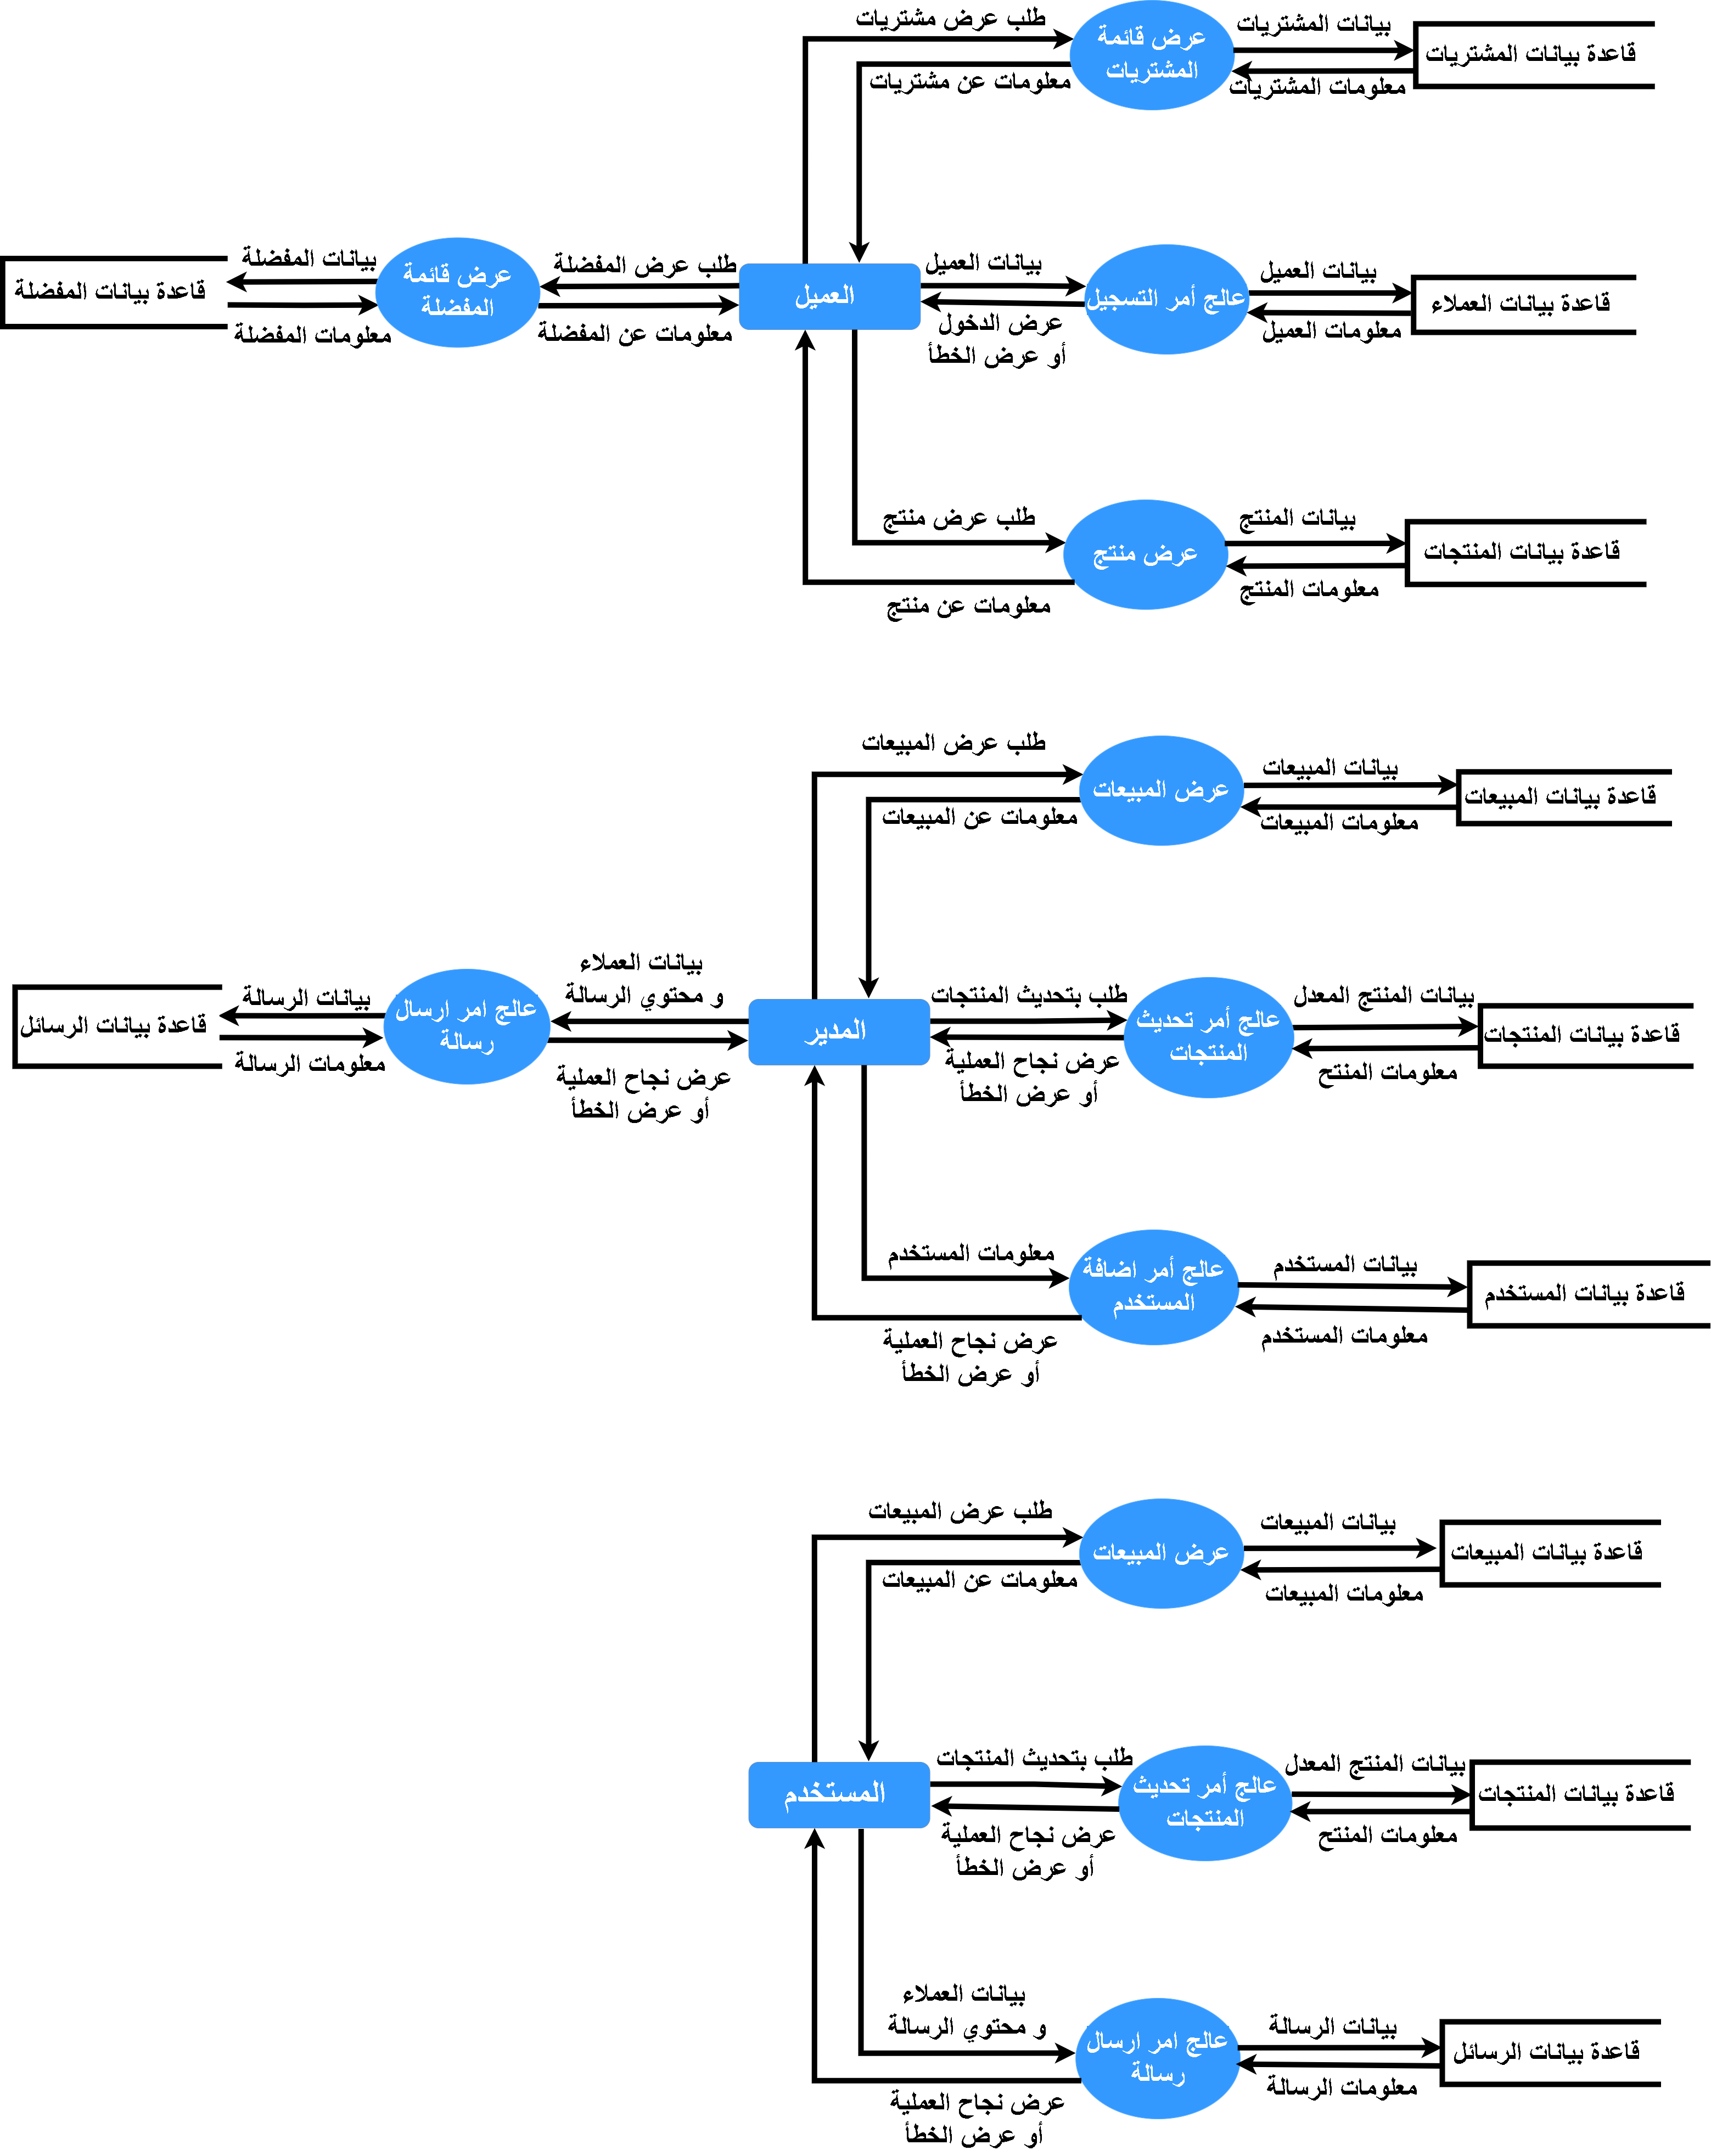 طلب عرض مشتريات
عرض قائمة
المشتريات
بيانات المشتريات
قاعدة بيانات المشتريات
معلومات عن مشتريات
معلومات المشتريات
قاعدة بيانات المفضلة
بيانات المفضلة
معلومات المفضلة
عرض قائمة
المفضلة
طلب عرض المفضلة
معلومات عن المفضلة
العميل
بيانات العميل
عرض الدخول
أو عرض الخطأ
عالج أمر التسجيل
بيانات العميل
معلومات العميل
قاعدة بيانات العملاء
طلب عرض منتج
معلومات عن منتج
عرض منتج
بيانات المنتج
معلومات المنتج
قاعدة بيانات المنتجات
طلب عرض المبيعات
معلومات عن المبيعات
عرض المبيعات
بيانات المبيعات
معلومات المبيعات
قاعدة بيانات المبيعات
قاعدة بيانات الرسائل
بيانات الرسالة
معلومات الرسالة
عالج امر ارسال
رسالة
بيانات العملاء
و محتوي الرسالة
عرض نجاح العملية
أو عرض الخطأ
المدير
طلب بتحديث المنتجات
عرض نجاح العملية
أو عرض الخطأ
عالج أمر تحديث
المنتجات
بيانات المنتج المعدل
معلومات المنتح
قاعدة بيانات المنتجات
معلومات المستخدم
عرض نجاح العملية
أو عرض الخطأ
عالج أمر اضافة
المستخدم
بيانات المستخدم
معلومات المستخدم
قاعدة بيانات المستخدم
طلب عرض المبيعات
معلومات عن المبيعات
عرض المبيعات
بيانات المبيعات
معلومات المبيعات
قاعدة بيانات المبيعات
المستخدم
طلب بتحديث المنتجات
عرض نجاح العملية
أو عرض الخطأ
عالج أمر تحديث
المنتجات
بيانات المنتج المعدل
معلومات المنتح
قاعدة بيانات المنتجات
بيانات العملاء
و محتوي الرسالة
عرض نجاح العملية
أو عرض الخطأ
عالج امر ارسال
رسالة
بيانات الرسالة
معلومات الرسالة
قاعدة بيانات الرسائل